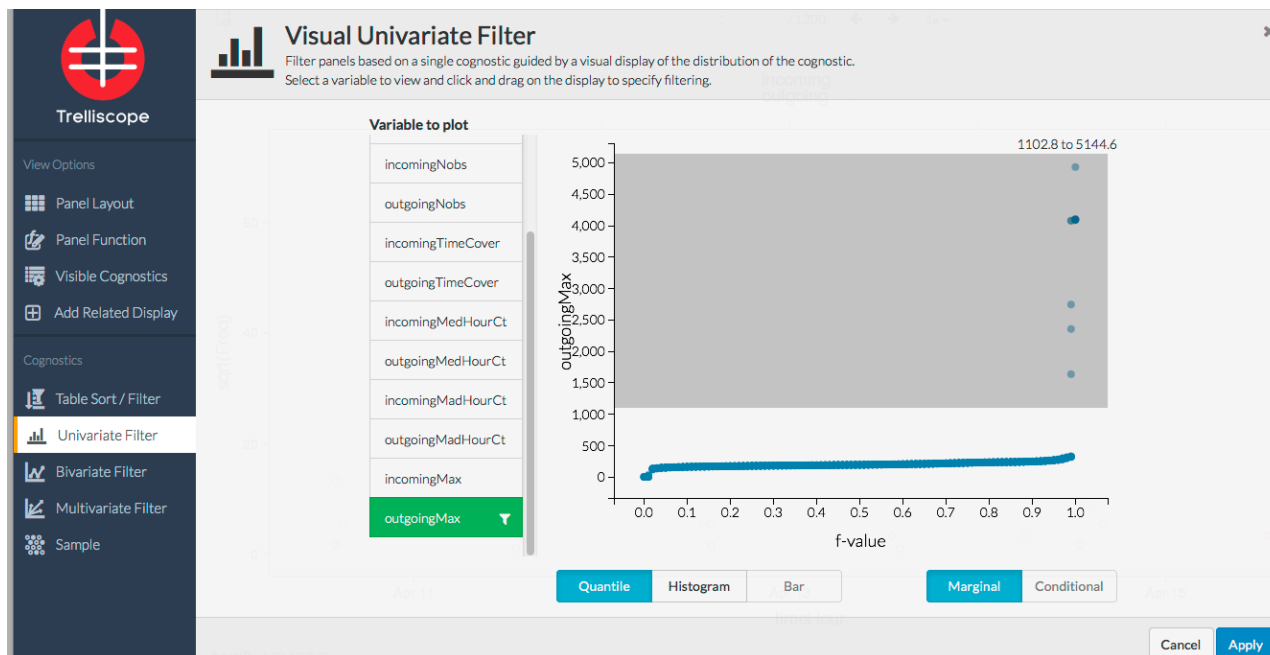 Trelliscope
View Options
Panel Layout
Panel Function
Visible Cognostics
Add Related Display
Cognostics
Table Sort / Filter
Univariate Filter
Bivariate Filter
Multivariate Filter
Sample
Visual Univariate Filter
Filter panels based on a single cognostic guided by a visual display of the distribution of the cognostic.
Select a variable to view and click and drag on the display to specify filtering.
incoming
outgoing
Variable to plot
incomingNobs
outgoingNobs
incomingTimeCover
outgoingTimeCover
incomingMedHourCt
outgoingMedHourCt
incomingMadHourCt
outgoingMadHourCt
incomingMax
outgoingMax
1102.8 to 5144.6
outgoingMax
5,000
4,500
4,000
3,500
3,000
2,500
2,000
1,500
1,000
500
0
0.0 0.1 0.2 0.3 0.4 0.5 0.6 0.7 0.8 0.9 1.0
f-value
Quantile Histogram Bar
Marginal Conditional
Cancel Apply